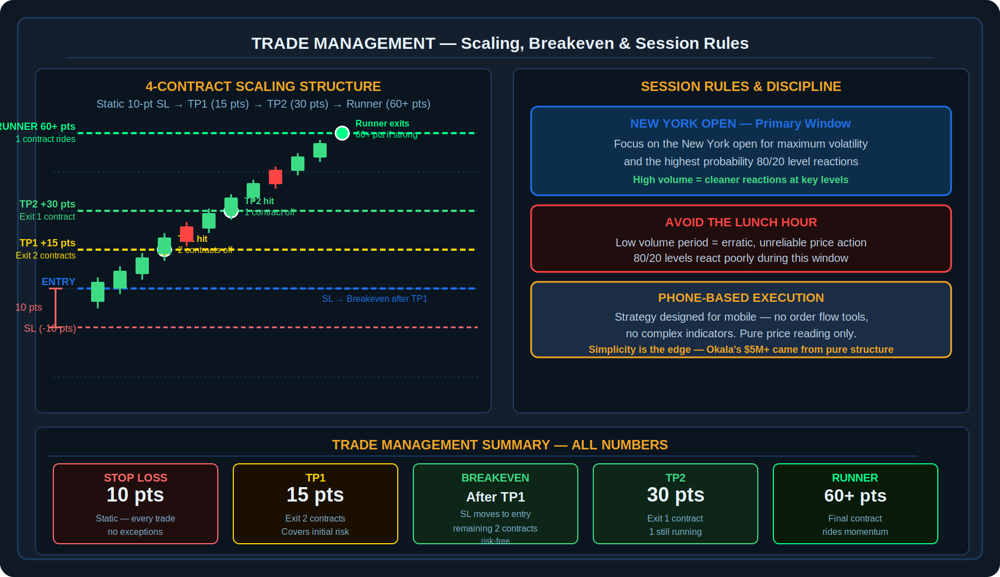 TRADE MANAGEMENT — Scaling, Breakeven & Session Rules
4-CONTRACT SCALING STRUCTURE
Static 10-pt SL → TP1 (15 pts) → TP2 (30 pts) → Runner (60+ pts)
RUNNER 60+ pts
1 contract rides
Runner exits
60+ pts if strong
TP2 +30 pts
Exit 1 contract
TP2 hit
1 contract off
TP1 +15 pts
Exit 2 contracts
hit
2 contracts off
ENTRY
SL → Breakeven after TP1
10 pts
SL (-10 pts)
SESSION RULES & DISCIPLINE
NEW YORK OPEN — Primary Window
Focus on the New York open for maximum volatility
and the highest probability 80/20 level reactions
High volume = cleaner reactions at key levels
AVOID THE LUNCH HOUR
Low volume period = erratic, unreliable price action
80/20 levels react poorly during this window
PHONE-BASED EXECUTION
Strategy designed for mobile — no order flow tools,
no complex indicators. Pure price reading only.
Simplicity is the edge — Okala's $5M+ came from pure structure
TRADE MANAGEMENT SUMMARY — ALL NUMBERS
STOP LOSS
10 pts
Static — every trade
no exceptions
TP1
15 pts
Exit 2 contracts
Covers initial risk
BREAKEVEN
After TP1
SL moves to entry
remaining 2 contracts
risk-free
TP2
30 pts
Exit 1 contract
1 still running
RUNNER
60+ pts
Final contract
rides momentum